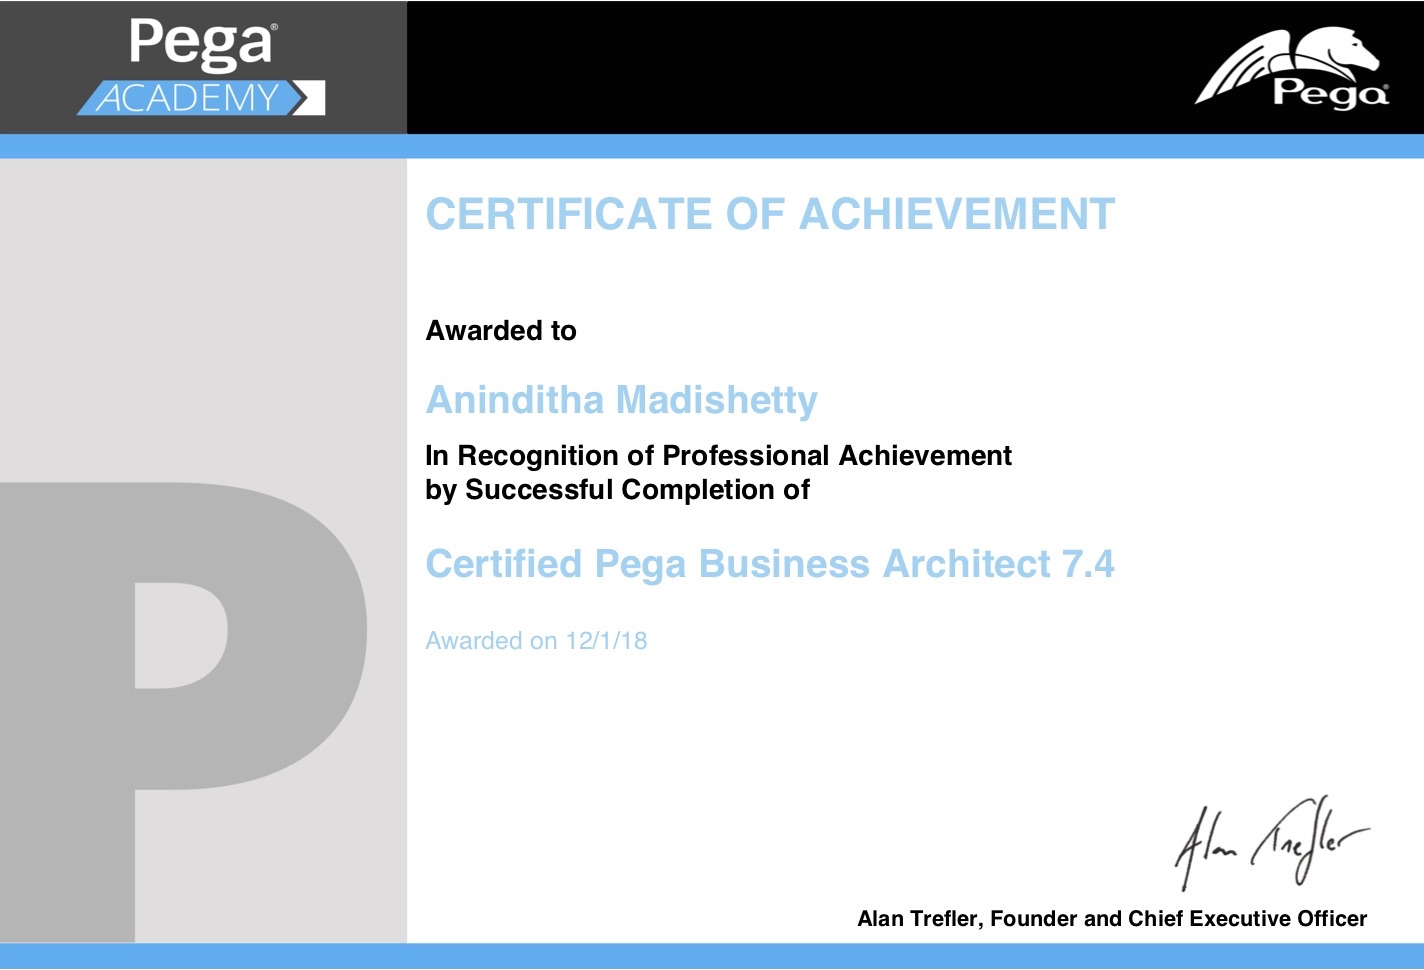 Pega®
ACADEMY
Pega®
CERTIFICATE OF ACHIEVEMENT
Awarded to
Aninditha Madishetty
In Recognition of Professional Achievement
by Successful Completion of
Certified Pega Business Architect 7.4
Awarded on 12/1/18
P
Alan Trefler
Alan Trefler, Founder and Chief Executive Officer